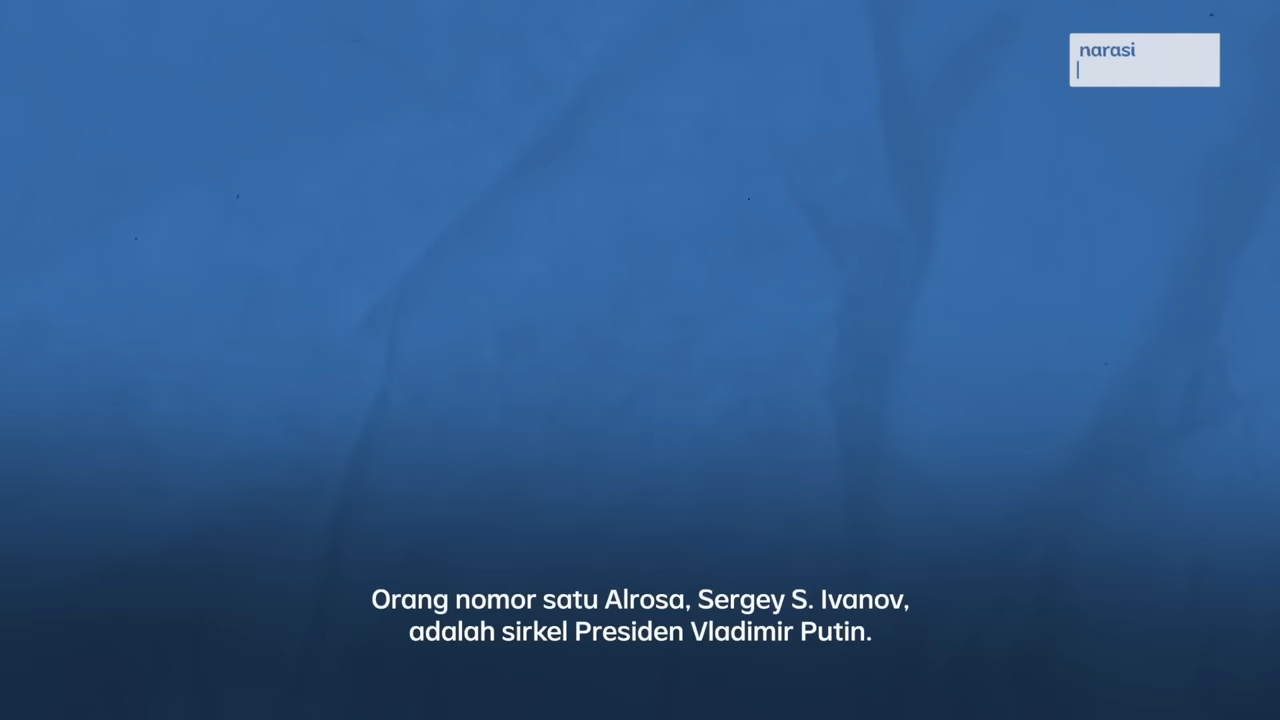 narasi
Orang nomor satu Alrosa, Sergey S. Ivanov,
adalah sirkel Presiden Vladimir Putin.